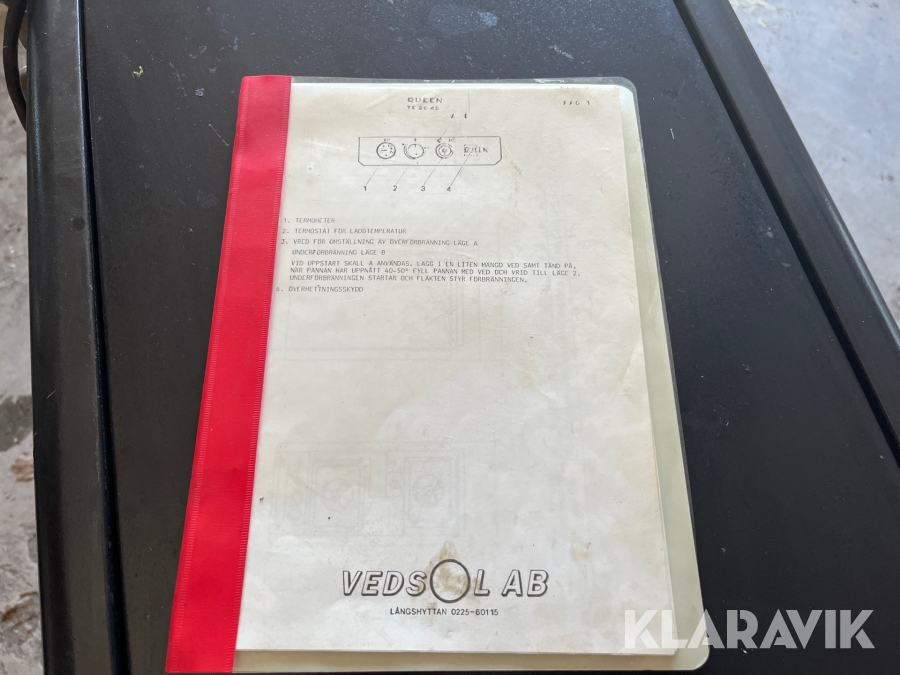 QUEEN
QUEEN
1 2 3 4
1. TERMOMETER
2. TERMOSTAT FÖR LADDTEMPERATUR
3. VRED FÖR OMSTÄLLNING AV ÖVERFÖRBRÄNNING LÄGE A
UNDERFÖRBRÄNNING LÄGE B
VID UPPSTART SKALL A ANVÄNDAS. LÄGG I EN LITEN MÄNGD VED SAMT TÄND PÅ,
NÄR PANNAN HAR UPPNÅTT 40-50° FYLL PANNAN MED VED OCH VRID TILL LÄGE 2,
UNDERFÖRBRÄNNINGEN STARTAR OCH FLÄKTEN STYR FÖRBRÄNNINGEN.
4. ÖVERHETTNINGSSKYDD
VEDSOL AB
LÅNGSHYTTAN 0225-601 15
KLARAVIK